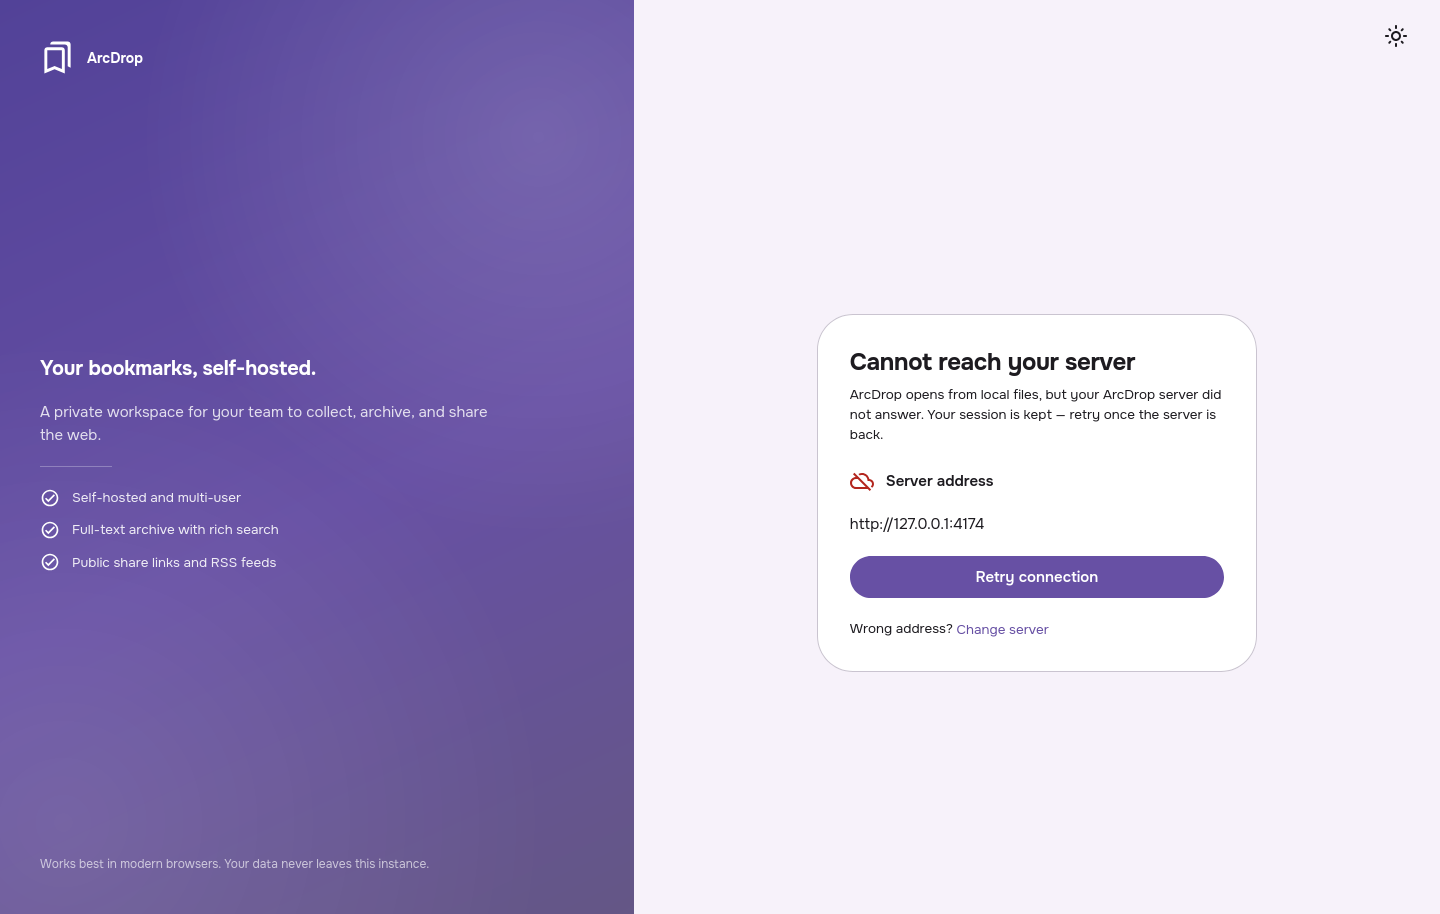 ArcDrop
Your bookmarks, self-hosted.
A private workspace for your team to collect, archive, and share
the web.
Self-hosted and multi-user
Full-text archive with rich search
Public share links and RSS feeds
Works best in modern browsers. Your data never leaves this instance.
Cannot reach your server
ArcDrop opens from local files, but your ArcDrop server did
not answer. Your session is kept — retry once the server is
back.
Server address
http://127.0.0.1:4174
Retry connection
Wrong address? Change server